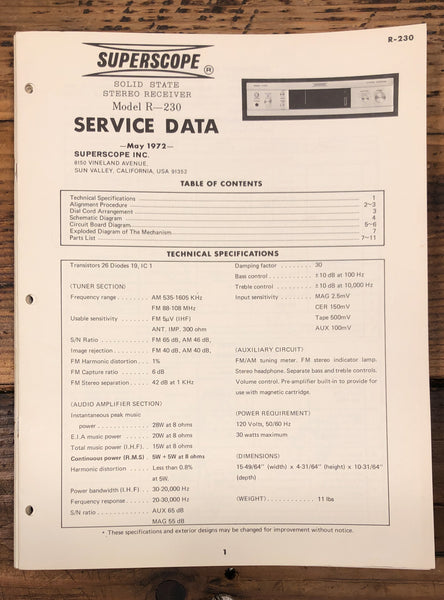 R-230
SUPERSCOPE ®
SOLID STATE
STEREO RECEIVER
Model R—230
SERVICE DATA
—May 1972—
SUPERSCOPE INC.
8150 VINELAND AVENUE,
SUN VALLEY, CALIFORNIA, USA 91352
TABLE OF CONTENTS
Technical Specifications 1
Alignment Procedure 2~3
Dial Cord Arrangement 3
Schematic Diagram 4
Circuit Board Diagram 5~6
Exploded Diagram of The Mechanism 7
Parts List 7~11
TECHNICAL SPECIFICATIONS
Transistors 26 Diodes 19, IC 1
(TUNER SECTION)
Frequency range AM 535-1605 KHz
FM 88-108 MHz
Usable sensitivity FM 5μV (IHF)
ANT. IMP. 300 ohm
S/N Ratio FM 65 dB, AM 46 dB,
Image rejection FM 40 dB, AM 40 dB,
FM Harmonic distortion 1%
FM Capture ratio 6 dB
FM Stereo separation 42 dB at 1 KHz
(AUDIO AMPLIFIER SECTION)
Instantaneous peak music
power 28W at 8 ohms
E.I.A music power 20W at 8 ohms
Total music power (I.H.F) 15W at 8 ohms
Continuous power (R.M.S) 5W + 5W at 8 ohms
Harmonic distortion Less than 0.8%
at 5W.
Power bandwidth (I.H.F) 30-20,000 Hz
Ferquency response 20-30,000 Hz
S/N ratio AUX 65 dB
MAG 55 dB
Damping factor 30
Bass control ±10 dB at 100 Hz
Treble control ±10 dB at 10,000 Hz
Input sensitivity MAG 2.5mV
CER 150mV
Tape 500mV
AUX 100mV
(AUXILIARY CIRCUIT)
FM/AM tuning meter. FM stereo indicator lamp.
Stereo headphone. Separate bass and treble controls.
Volume control. Pre-amplifier built-in to provide for
use with magnetic cartridge.
(POWER REQUIREMENT)
120 Volts, 50/60 Hz
30 watts maximum
(DIMENSIONS)
15-49/64" (width) x 4-31/64" (height) x 10-31/64"
(depth)
(WEIGHT) 11 lbs
* These specifications and exterior designs may be changed for improvement without notice.
1